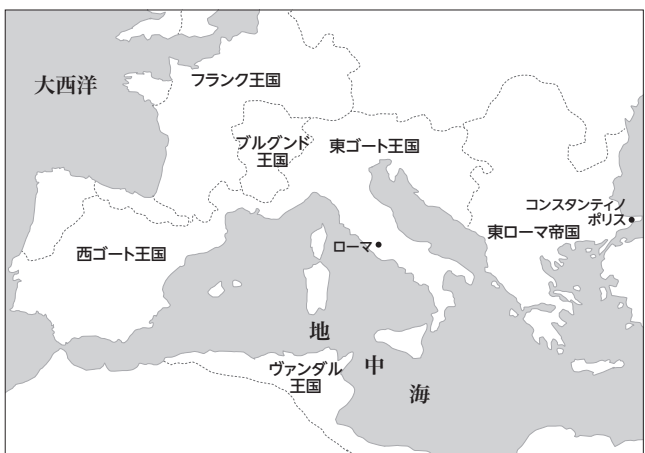 大西洋
フランク王国
ブルグンド
王国
東ゴート王国
コンスタンティノ
ポリス
東ローマ帝国
ローマ
西ゴート王国
地
中
海
ヴァンダル
王国